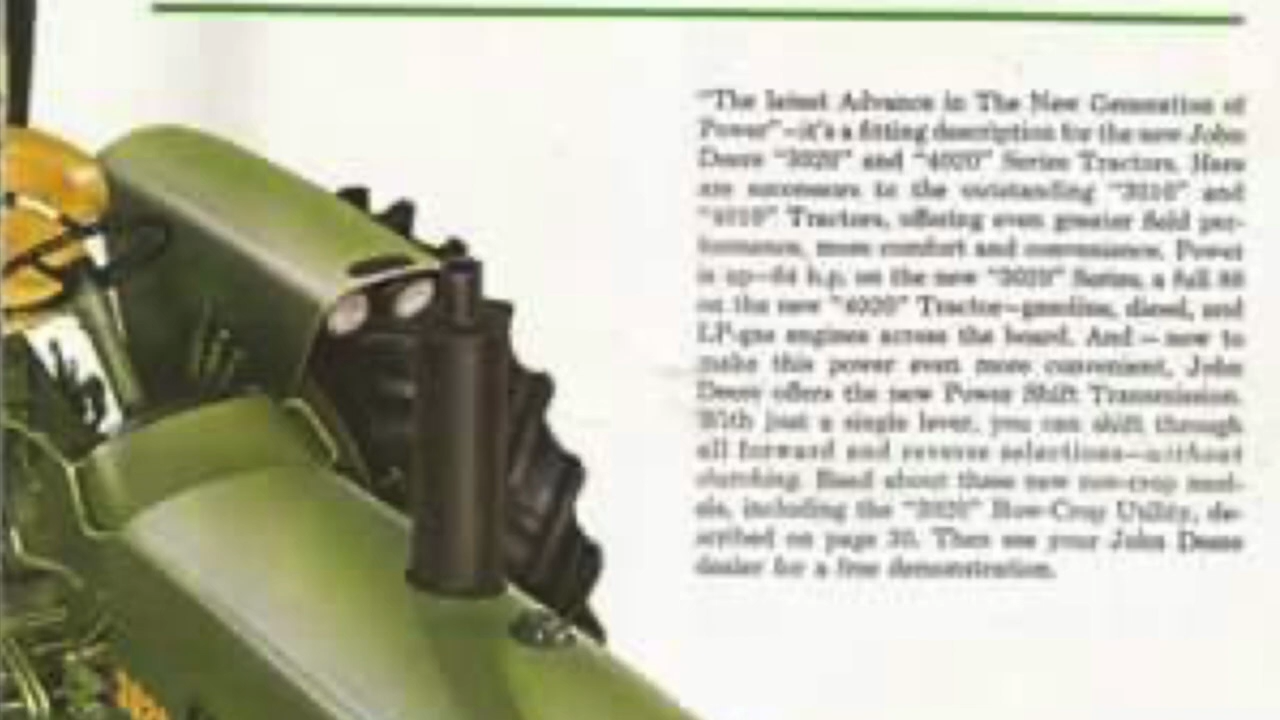 "The latest Advance in The New Generation of
Power"–it's a fitting description for the new John
Deere "3020" and "4020" Series Tractors. Here
are successors to the outstanding "3010" and
"4010" Tractors, offering even greater field per-
formance, more comfort and convenience. Power
is up—64 h.p. on the new "3020" Series, a full
on the new "4020" Tractor—gasoline, diesel, and
LP-gas engines across the board. And — now to
make this power even more convenient, John
Deere offers the new Power Shift Transmission.
With just a single lever, you can shift through
all forward and reverse selections—without
clutching. Read about these new row-crop mod-
els, including the "3020" Row-Crop Utility, de-
scribed on page 20. Then see your John Deere
dealer for a free demonstration.